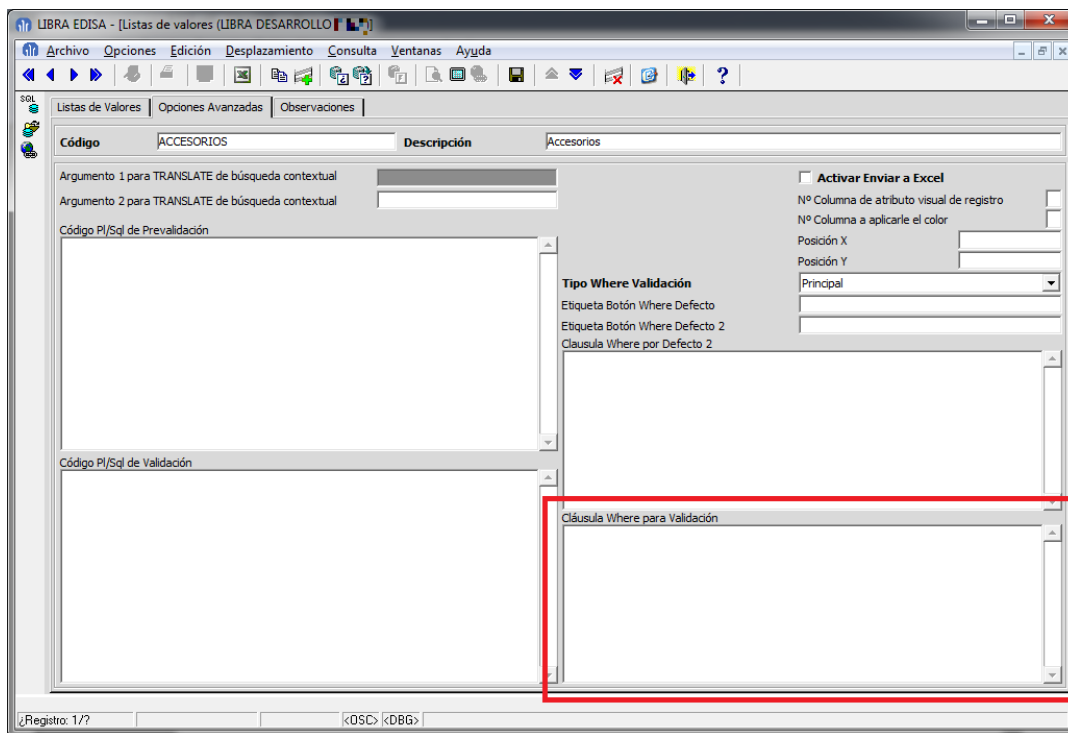 LIBRA EDISA - [Listas de valores (LIBRA DESARROLLO
Archivo Opciones Edición Desplazamiento Consulta Ventanas Ayuda
SQL
Listas de Valores Opciones Avanzadas Observaciones
Código ACCESORIOS Descripción Accesorios
Argumento 1 para TRANSLATE de búsqueda contextual
Argumento 2 para TRANSLATE de búsqueda contextual
Código Pl/Sql de Prevalidación
Activar Enviar a Excel
Nº Columna de atributo visual de registro
Nº Columna a aplicarle el color
Posición X
Posición Y
Tipo Where Validación Principal
Etiqueta Botón Where Defecto
Etiqueta Botón Where Defecto 2
Clausula Where por Defecto 2
Código Pl/Sql de Validación
Cláusula Where para Validación
¿Registro: 1/? <OSC> <DBG>